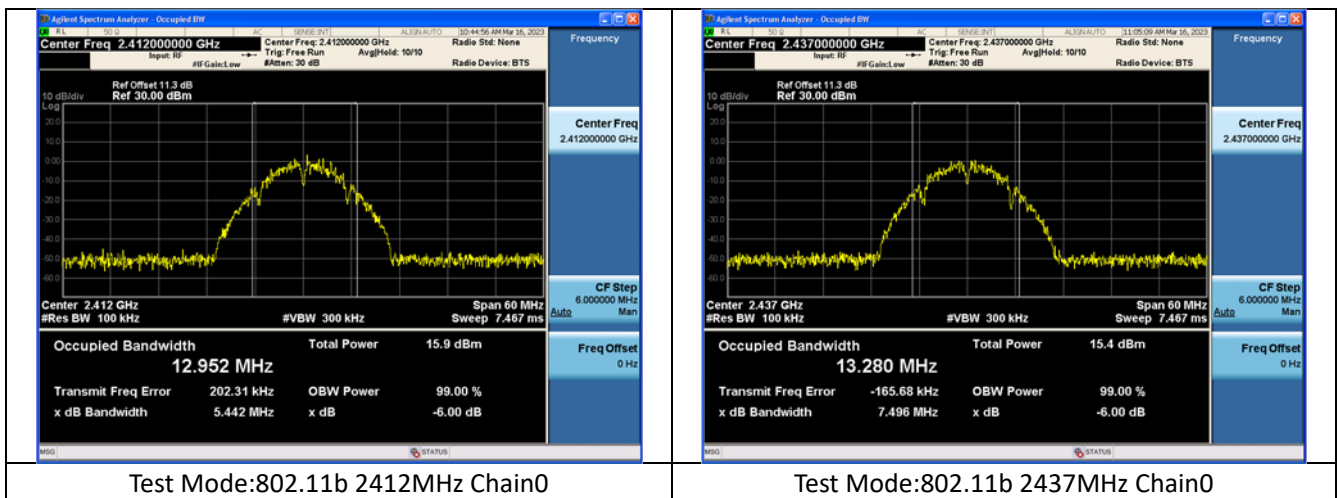 Agilent Spectrum Analyzer - Occupied BW
RL 50 Ω AC SENSE:INT ALIGN AUTO 10:44:56 AM Mar 16, 2023
Center Freq 2.412000000 GHz
Input: RF
#IFGain:Low
Center Freq: 2.412000000 GHz
Trig: Free Run Avg|Hold: 10/10
#Atten: 30 dB
Radio Std: None
Radio Device: BTS
Ref Offset 11.3 dB
10 dB/div Ref 30.00 dBm
Log
20.0
10.0
0.00
-10.0
-20.0
-30.0
-40.0
-50.0
-60.0
Center 2.412 GHz Span 60 MHz
#Res BW 100 kHz #VBW 300 kHz Sweep 7.467 ms
Occupied Bandwidth Total Power 15.9 dBm
12.952 MHz
Transmit Freq Error 202.31 kHz OBW Power 99.00 %
x dB Bandwidth 5.442 MHz x dB -6.00 dB
MSG STATUS
Frequency
Center Freq
2.412000000 GHz
CF Step
6.000000 MHz
Auto Man
Freq Offset
0 Hz
Test Mode:802.11b 2412MHz Chain0
Agilent Spectrum Analyzer - Occupied BW
RL 50 Ω AC SENSE:INT ALIGN AUTO 11:05:09 AM Mar 16, 2023
Center Freq 2.437000000 GHz
Input: RF
#IFGain:Low
Center Freq: 2.437000000 GHz
Trig: Free Run Avg|Hold: 10/10
#Atten: 30 dB
Radio Std: None
Radio Device: BTS
Ref Offset 11.3 dB
10 dB/div Ref 30.00 dBm
Log
20.0
10.0
0.00
-10.0
-20.0
-30.0
-40.0
-50.0
-60.0
Center 2.437 GHz Span 60 MHz
#Res BW 100 kHz #VBW 300 kHz Sweep 7.467 ms
Occupied Bandwidth Total Power 15.4 dBm
13.280 MHz
Transmit Freq Error -165.68 kHz OBW Power 99.00 %
x dB Bandwidth 7.496 MHz x dB -6.00 dB
MSG STATUS
Frequency
Center Freq
2.437000000 GHz
CF Step
6.000000 MHz
Auto Man
Freq Offset
0 Hz
Test Mode:802.11b 2437MHz Chain0